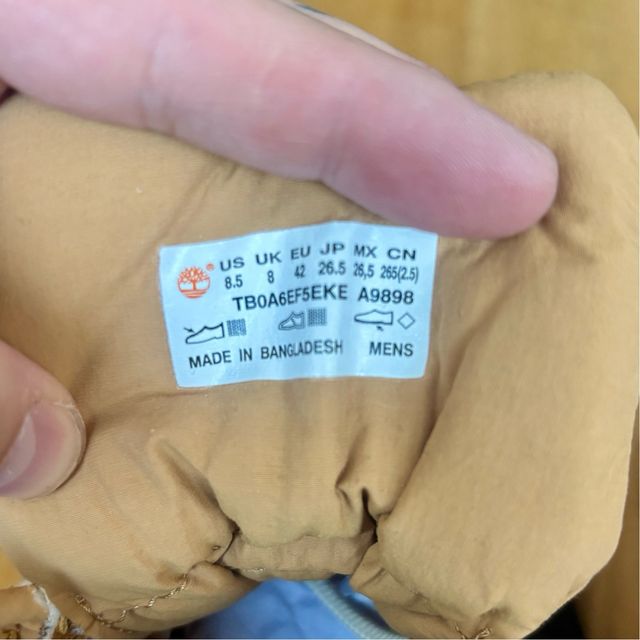 ® US UK EU JP MX CN
8.5 8 42 26.5 26,5 265(2.5)
TB0A6EF5EKE A9898
MADE IN BANGLADESH MENS